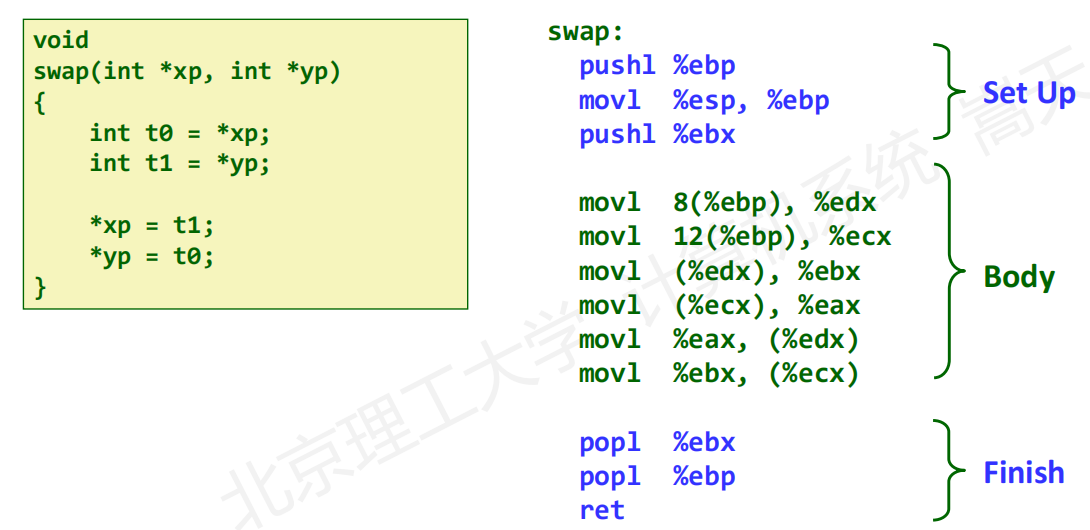 void
swap(int *xp, int *yp)
{
    int t0 = *xp;
    int t1 = *yp;

    *xp = t1;
    *yp = t0;
}
swap:
  pushl %ebp
  movl  %esp, %ebp
  pushl %ebx
Set Up
  movl  8(%ebp), %edx
  movl  12(%ebp), %ecx
  movl  (%edx), %ebx
  movl  (%ecx), %eax
  movl  %eax, (%edx)
  movl  %ebx, (%ecx)
Body
  popl  %ebx
  popl  %ebp
  ret
Finish
北京理工大学 计算机系统 嵩天